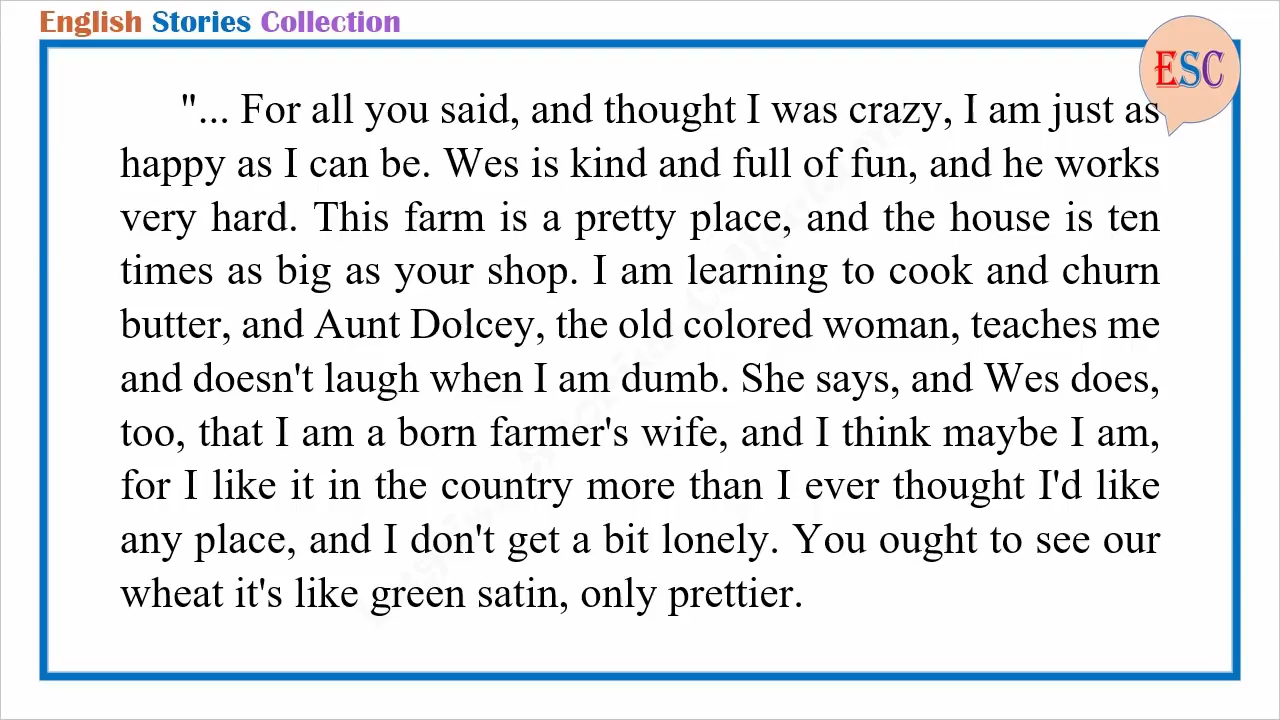 English Stories Collection
ESC
"... For all you said, and thought I was crazy, I am just as
happy as I can be. Wes is kind and full of fun, and he works
very hard. This farm is a pretty place, and the house is ten
times as big as your shop. I am learning to cook and churn
butter, and Aunt Dolcey, the old colored woman, teaches me
and doesn't laugh when I am dumb. She says, and Wes does,
too, that I am a born farmer's wife, and I think maybe I am,
for I like it in the country more than I ever thought I'd like
any place, and I don't get a bit lonely. You ought to see our
wheat it's like green satin, only prettier.